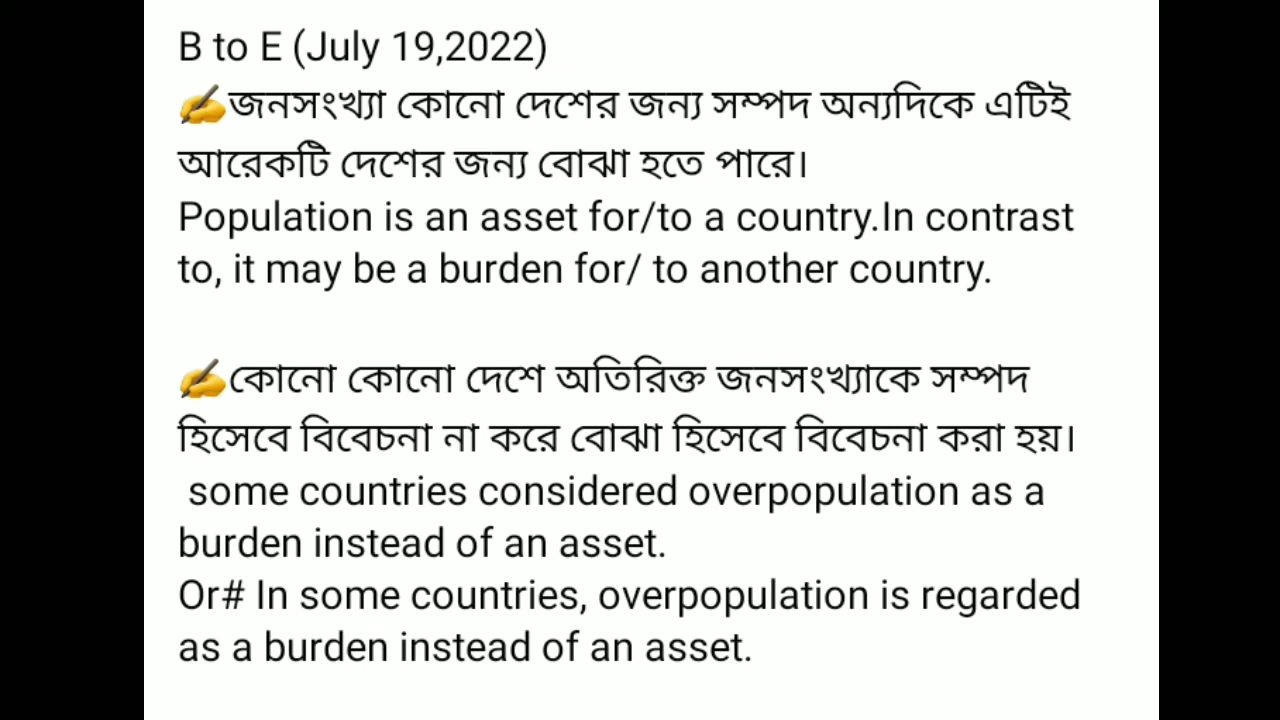 B to E (July 19,2022)
✍জনসংখ্যা কোনো দেশের জন্য সম্পদ অন্যদিকে এটিই
আরেকটি দেশের জন্য বোঝা হতে পারে।
Population is an asset for/to a country.In contrast
to, it may be a burden for/ to another country.
✍কোনো কোনো দেশে অতিরিক্ত জনসংখ্যাকে সম্পদ
হিসেবে বিবেচনা না করে বোঝা হিসেবে বিবেচনা করা হয়।
some countries considered overpopulation as a
burden instead of an asset.
Or# In some countries, overpopulation is regarded
as a burden instead of an asset.